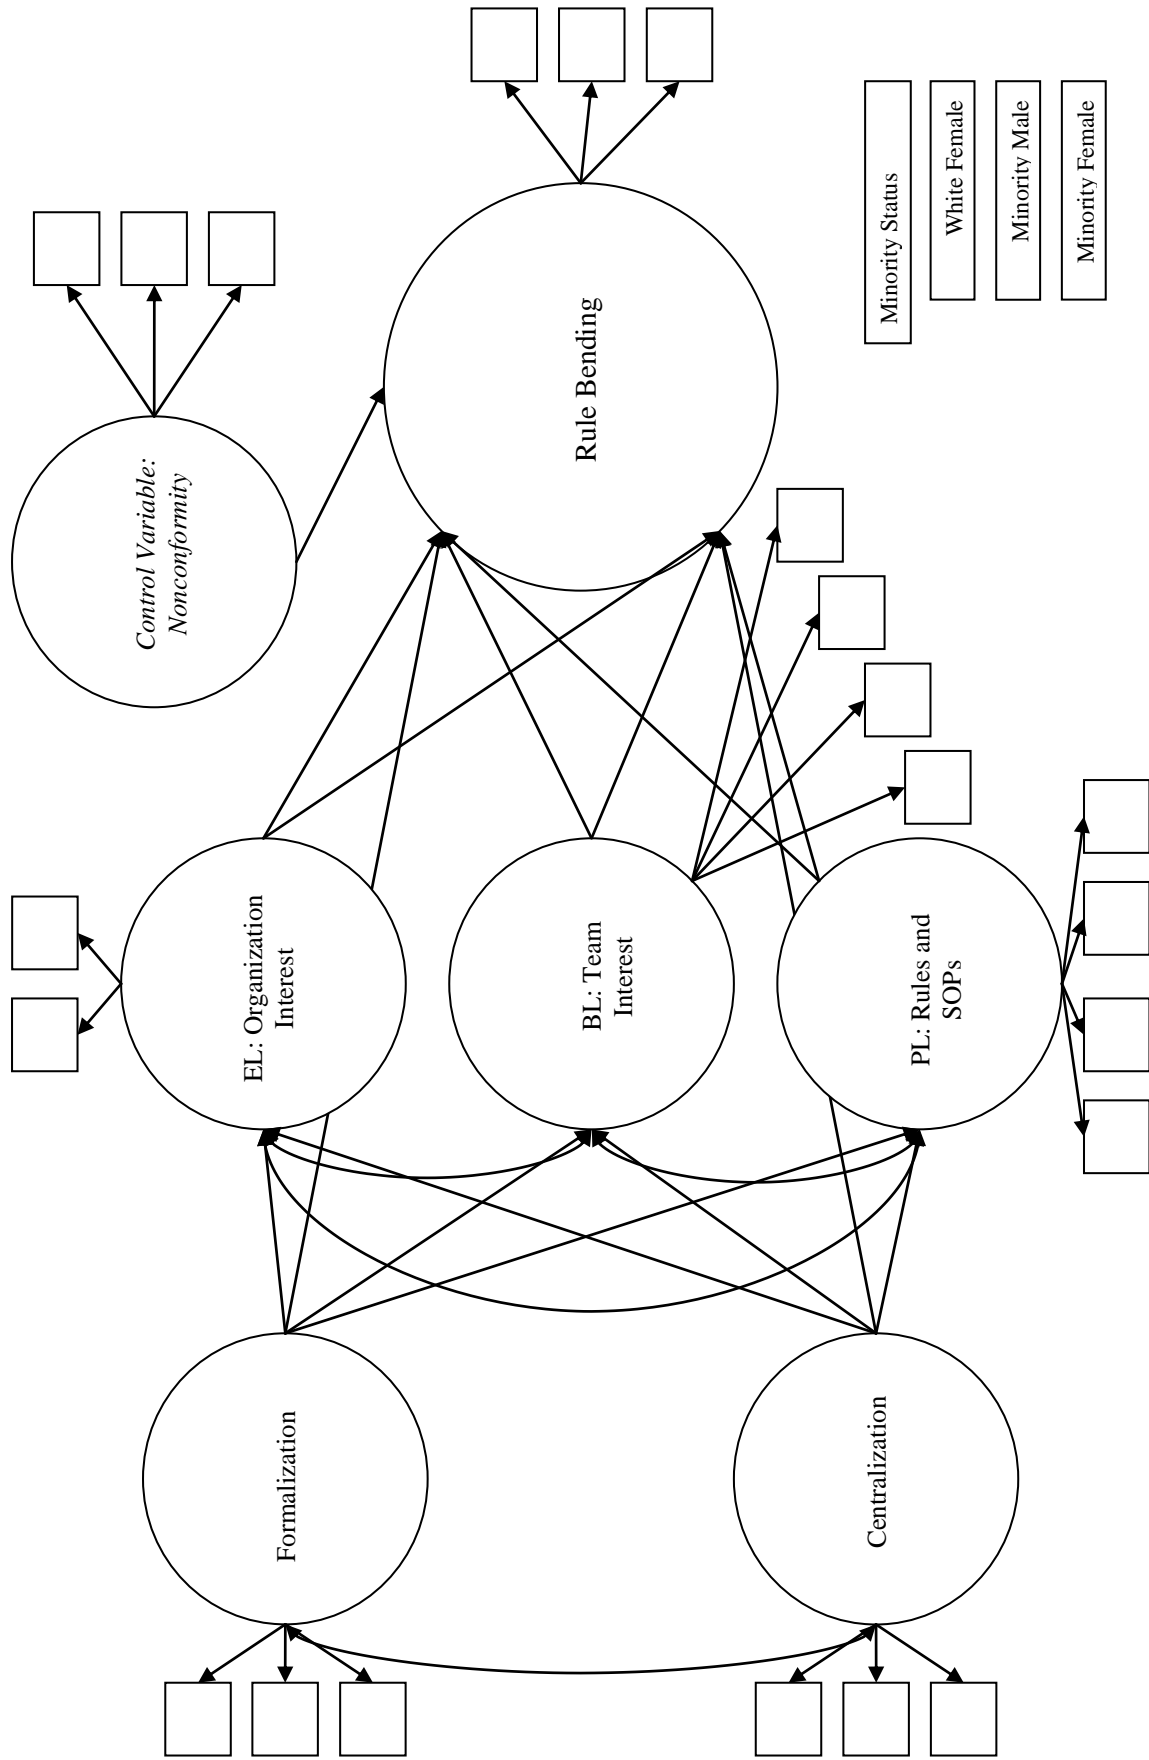 Control Variable:
Nonconformity
EL: Organization
Interest
Formalization
Rule Bending
BL: Team
Interest
Centralization
PL: Rules and
SOPs
Minority Status
White Female
Minority Male
Minority Female